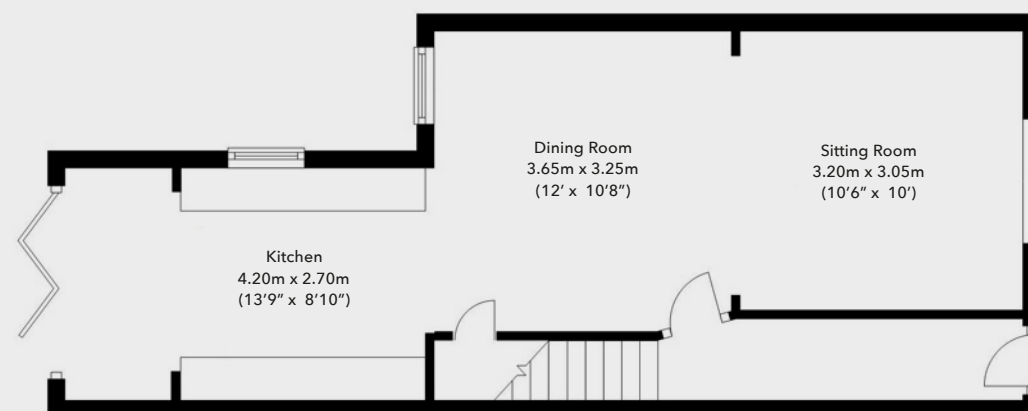 Dining Room
3.65m x 3.25m
(12’ x 10’8”)
Sitting Room
3.20m x 3.05m
(10’6” x 10’)
Kitchen
4.20m x 2.70m
(13’9” x 8’10”)